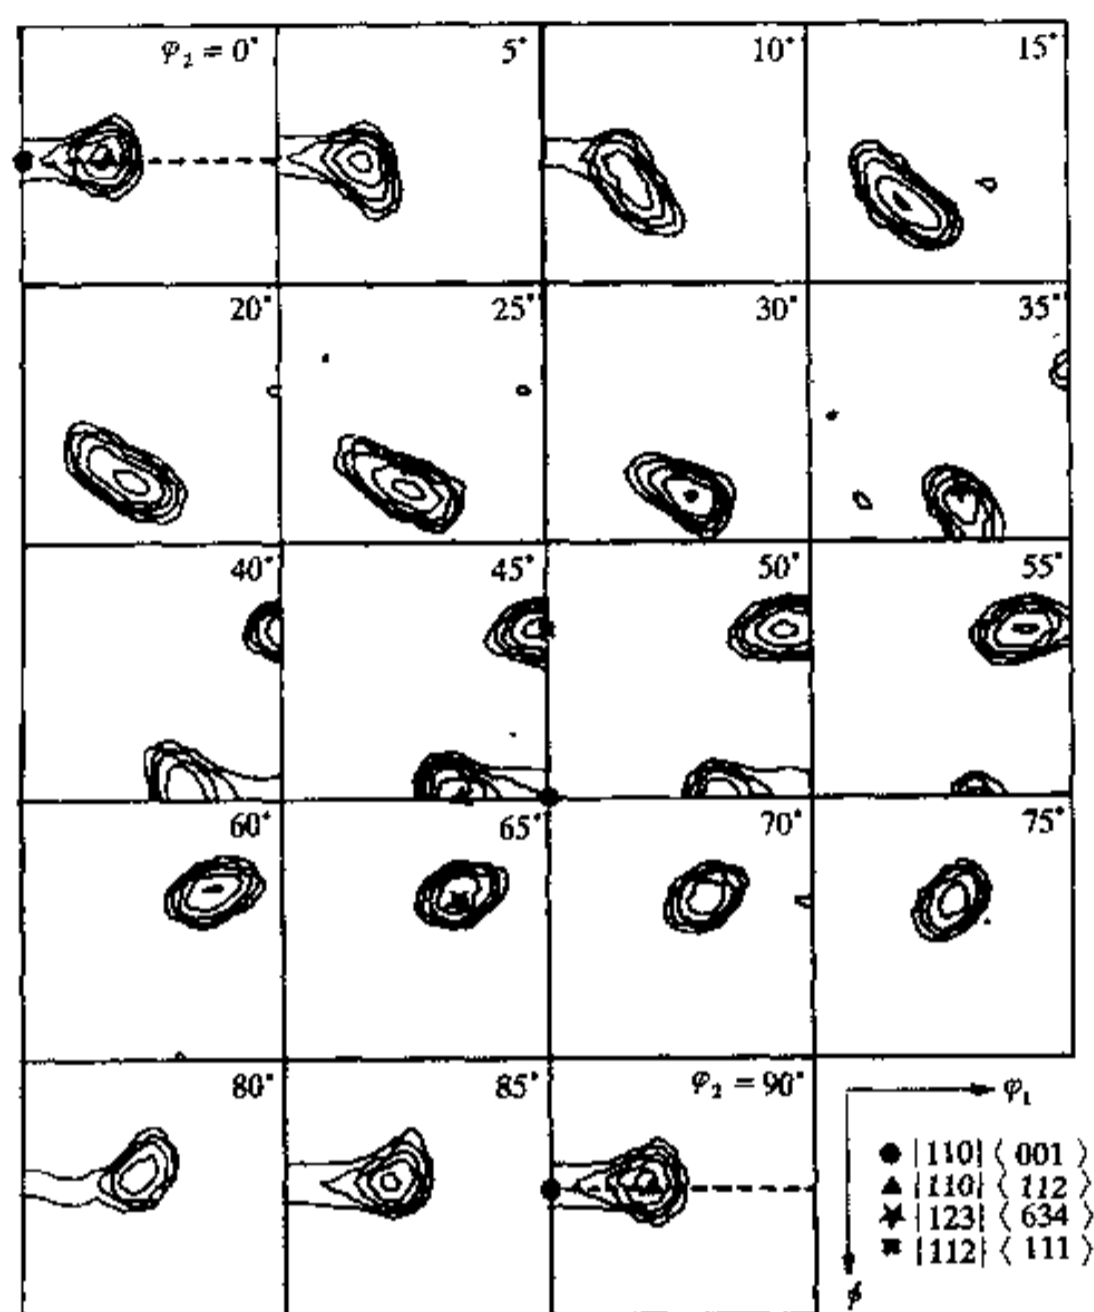 φ₂ = 0° 5° 10° 15°
20° 25° 30° 35°
40° 45° 50° 55°
60° 65° 70° 75°
80° 85° φ₂ = 90°
φ₁
● |110| ⟨ 001 ⟩
▲ |110| ⟨ 112 ⟩
★ |123| ⟨ 634 ⟩
■ |112| ⟨ 111 ⟩
ϕ